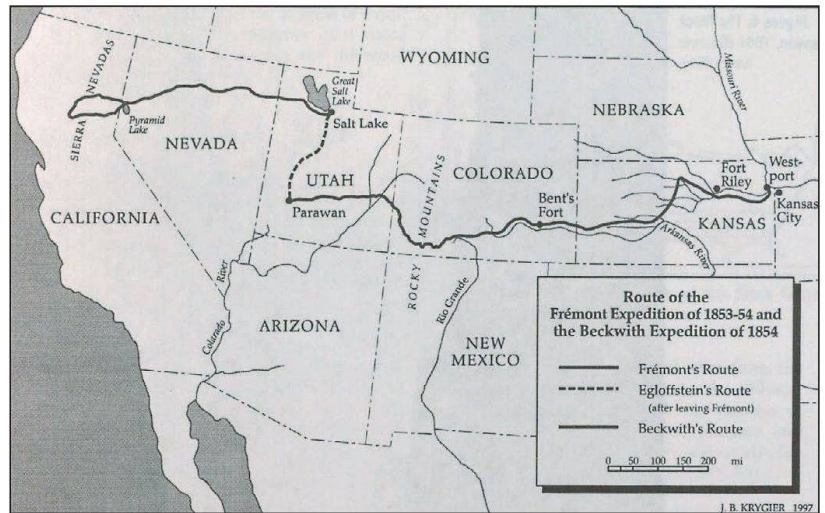 WYOMING
Missouri River
SIERRA NEVADAS
Great
Salt
Lake
NEBRASKA
Pyramid
Lake
Salt Lake
NEVADA
Fort
Riley
West-
port
COLORADO
UTAH
MOUNTAINS
Bent's
Fort
Kansas
City
Parawan
KANSAS
CALIFORNIA
Arkansas River
ROCKY
River
Colorado
Rio Grande
ARIZONA
NEW
MEXICO
Route of the
Frémont Expedition of 1853-54 and
the Beckwith Expedition of 1854
Frémont's Route
Egloffstein's Route
(after leaving Frémont)
Beckwith's Route
0 50 100 150 200 mi
J. B. KRYGIER 1997